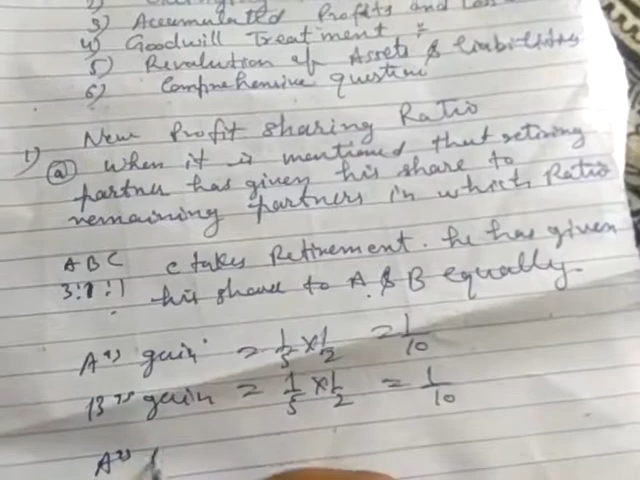 3) Accumulated Profits and
4) Goodwill Treatment :
5) Revaluation of Assets & liabilities
6) Comprehensive question
1) New Profit Sharing Ratio
(a) When it is mentioned that retiring
partner has given his share to
remaining partners in which Ratio
A B C C takes Retirement. he has given
3:1:1 his share to A & B equally.
A's gain = 1/5 × 1/2 = 1/10
B's gain = 1/5 × 1/2 = 1/10
A's